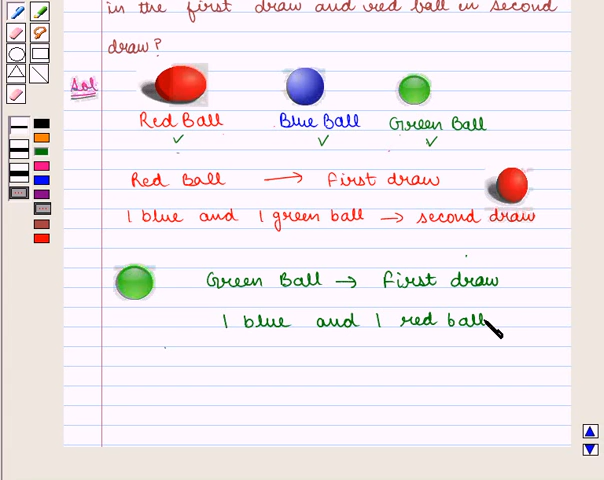 in the first draw and red ball in second
draw?
Sol
Red Ball Blue Ball Green Ball
Red Ball → First draw
1 blue and 1 green ball → second draw
Green Ball → First draw
1 blue and 1 red ball